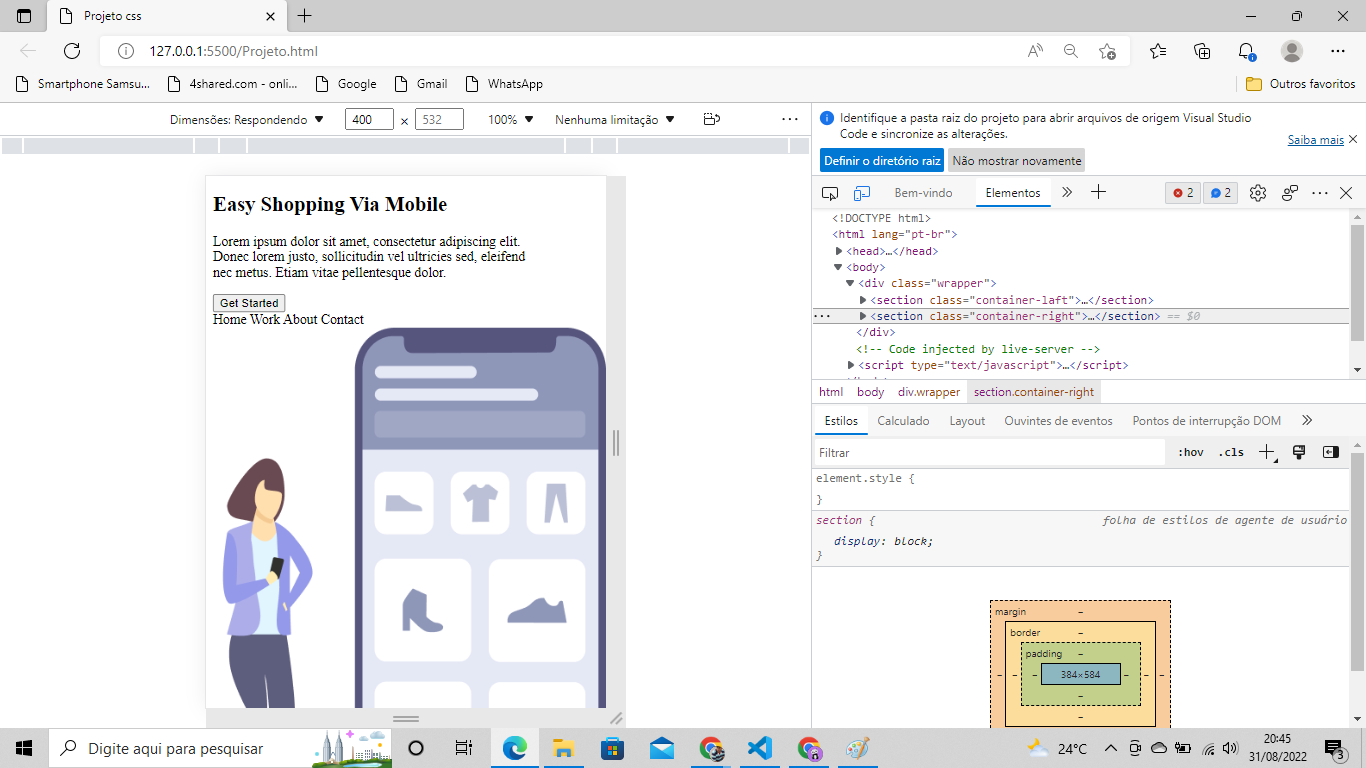 Projeto css
127.0.0.1:5500/Projeto.html
Smartphone Samsu... 4shared.com - onli... Google Gmail WhatsApp Outros favoritos
Dimensões: Respondendo 400 × 532 100% Nenhuma limitação
Easy Shopping Via Mobile
Lorem ipsum dolor sit amet, consectetur adipiscing elit.
Donec lorem justo, sollicitudin vel ultricies sed, eleifend
nec metus. Etiam vitae pellentesque dolor.
Get Started
Home Work About Contact
Identifique a pasta raiz do projeto para abrir arquivos de origem Visual Studio
Code e sincronize as alterações.
Saiba mais
Definir o diretório raiz Não mostrar novamente
Bem-vindo Elementos 2 2
<!DOCTYPE html>
<html lang="pt-br">
<head>…</head>
<body>
<div class="wrapper">
<section class="container-laft">…</section>
<section class="container-right">…</section> == $0
</div>
<!-- Code injected by live-server -->
<script type="text/javascript">…</script>
html body div.wrapper section.container-right
Estilos Calculado Layout Ouvintes de eventos Pontos de interrupção DOM
Filtrar :hov .cls
element.style {
}
section { folha de estilos de agente de usuário
display: block;
}
margin –
border –
padding –
– – – 384×584 – – –
–
–
Digite aqui para pesquisar
24°C
20:45
31/08/2022
3